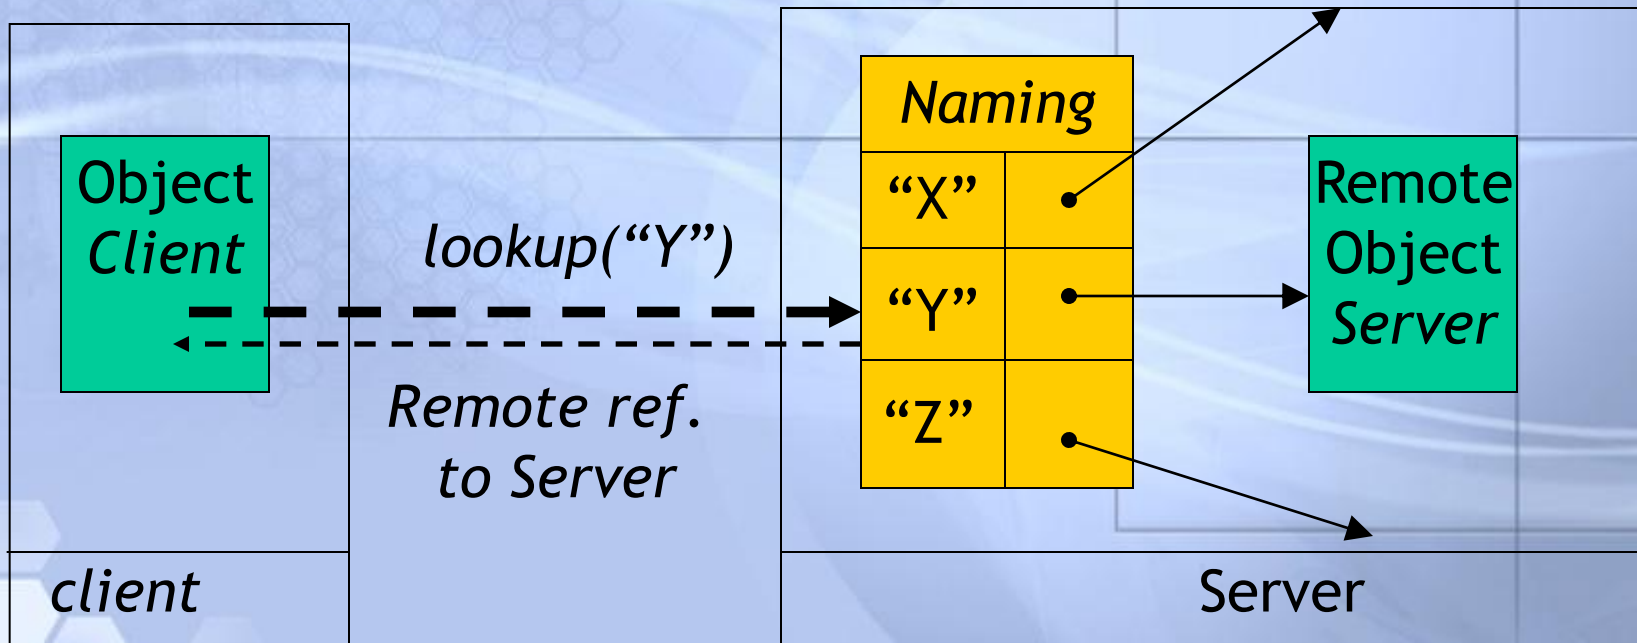 Object
Client
lookup(“Y”)
Remote ref.
to Server
client
Naming
“X”
“Y”
“Z”
Remote
Object
Server
Server